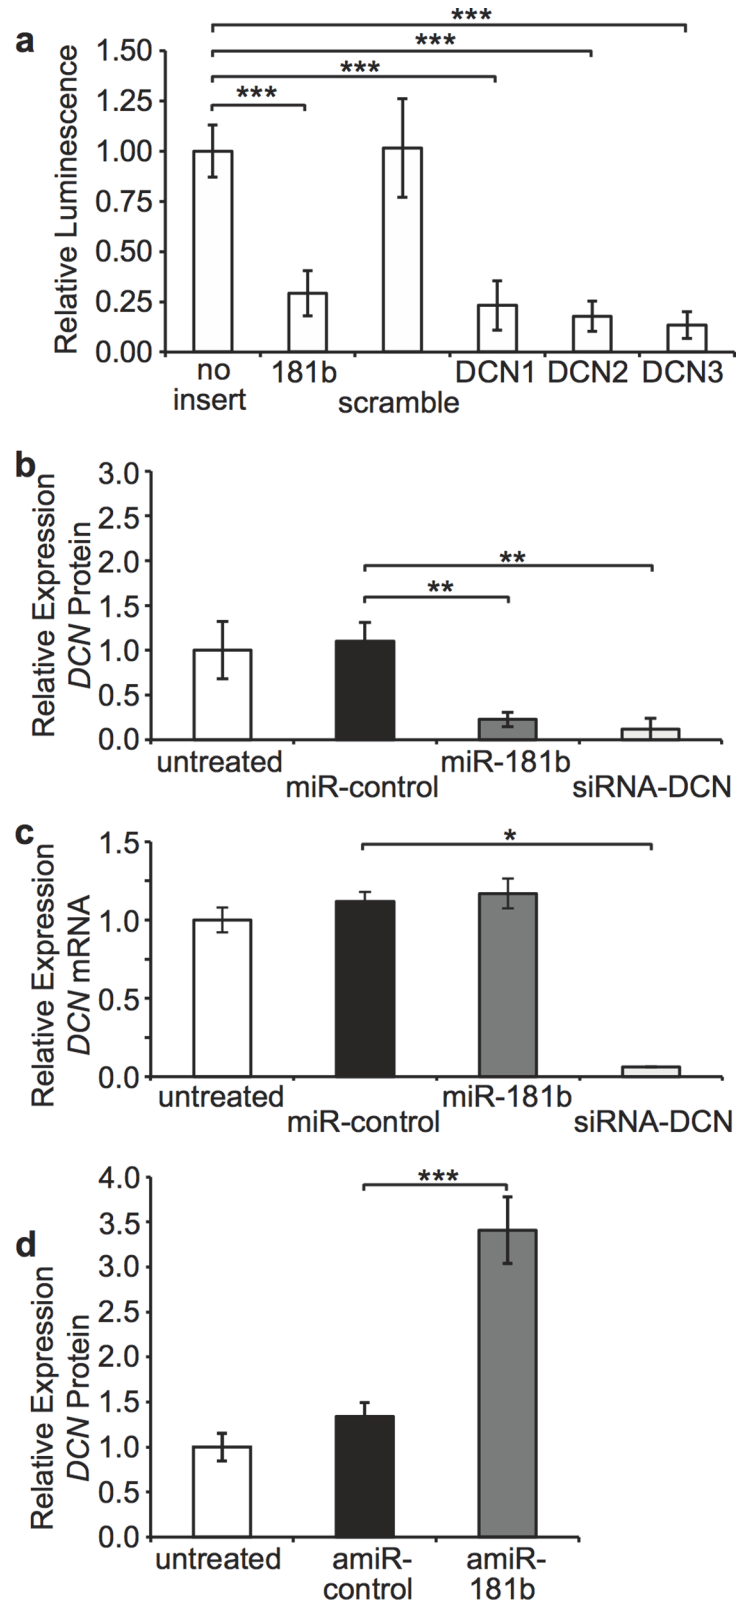 a
***
***
***
***
Relative Luminescence
1.50
1.25
1.00
0.75
0.50
0.25
0.00
no insert
181b
scramble
DCN1
DCN2
DCN3
b
Relative Expression
DCN Protein
3.0
2.5
2.0
1.5
1.0
0.5
0.0
**
**
untreated
miR-control
miR-181b
siRNA-DCN
c
Relative Expression
DCN mRNA
1.5
1.0
0.5
0.0
*
untreated
miR-control
miR-181b
siRNA-DCN
d
Relative Expression
DCN Protein
4.0
3.5
3.0
2.5
2.0
1.5
1.0
0.5
0.0
***
untreated
amiR-
control
amiR-
181b